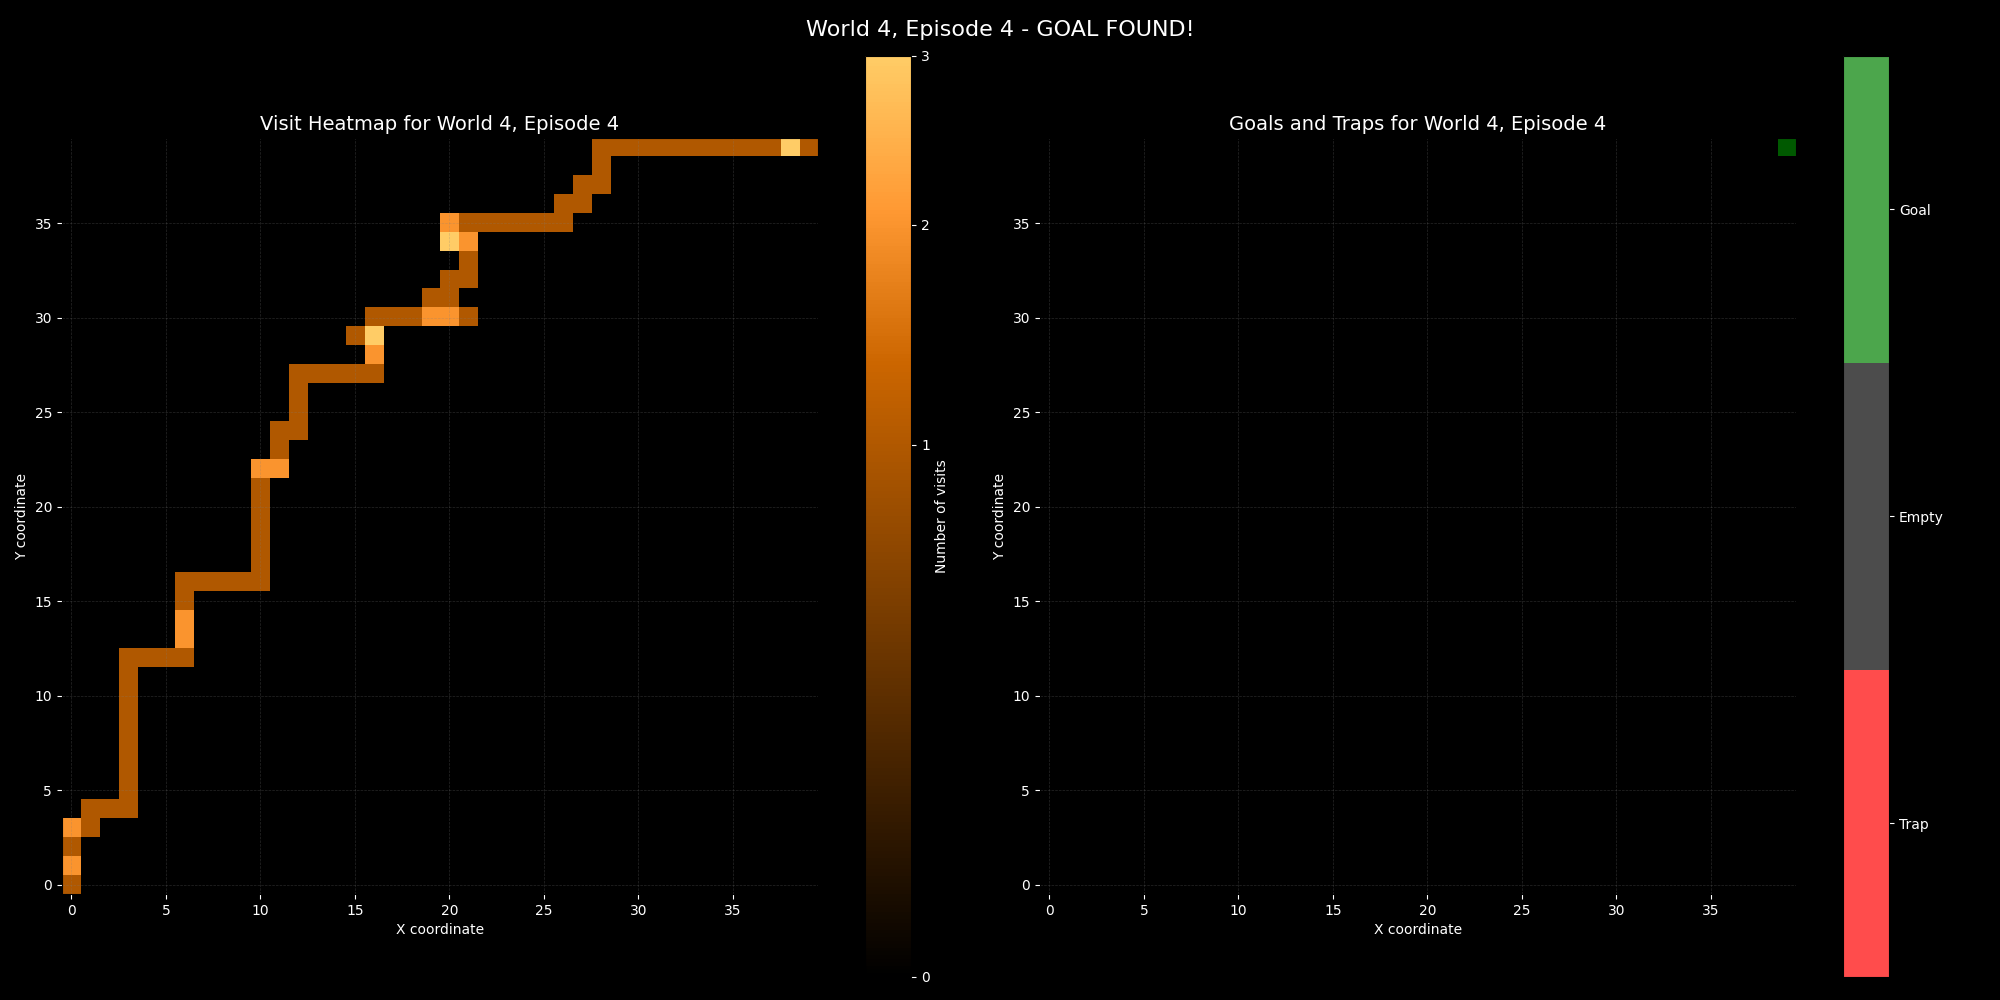 World 4, Episode 4 - GOAL FOUND!
Visit Heatmap for World 4, Episode 4
Y coordinate
35
30
25
20
15
10
5
0
0 5 10 15 20 25 30 35
X coordinate
3
2
1
0
Number of visits
Goals and Traps for World 4, Episode 4
Y coordinate
35
30
25
20
15
10
5
0
0 5 10 15 20 25 30 35
X coordinate
Goal
Empty
Trap